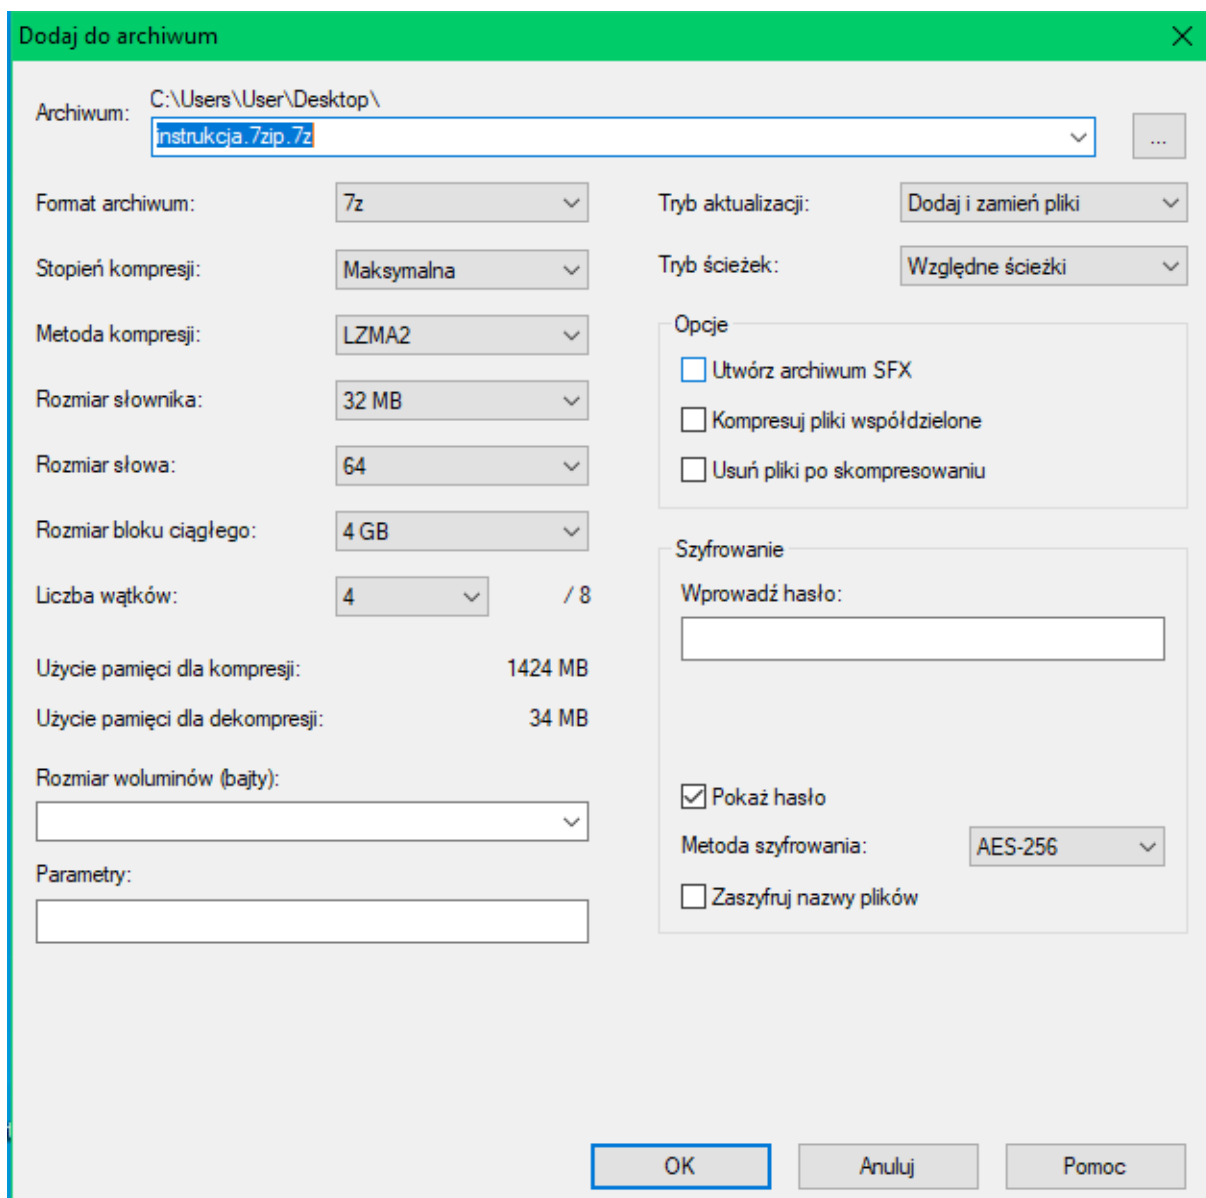 Dodaj do archiwum
Archiwum:
C:\Users\User\Desktop\
instrukcja.7zip.7z
...
Format archiwum: 7z
Stopień kompresji: Maksymalna
Metoda kompresji: LZMA2
Rozmiar słownika: 32 MB
Rozmiar słowa: 64
Rozmiar bloku ciągłego: 4 GB
Liczba wątków: 4 / 8
Użycie pamięci dla kompresji: 1424 MB
Użycie pamięci dla dekompresji: 34 MB
Rozmiar woluminów (bajty):
Parametry:
Tryb aktualizacji: Dodaj i zamień pliki
Tryb ścieżek: Względne ścieżki
Opcje
Utwórz archiwum SFX
Kompresuj pliki współdzielone
Usuń pliki po skompresowaniu
Szyfrowanie
Wprowadź hasło:
Pokaż hasło
Metoda szyfrowania: AES-256
Zaszyfruj nazwy plików
OK Anuluj Pomoc